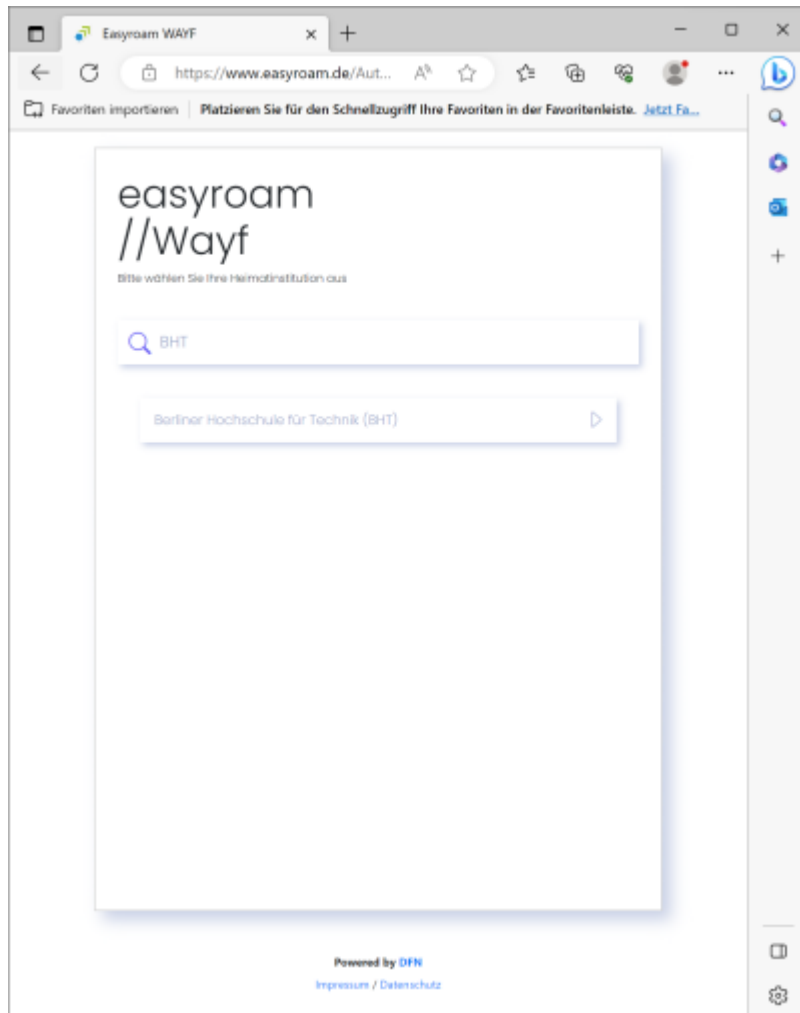 Easyroam WAYF
https://www.easyroam.de/Aut...
Favoriten importieren
Platzieren Sie für den Schnellzugriff Ihre Favoriten in der Favoritenleiste. Jetzt Fa...
easyroam
//Wayf
Bitte wählen Sie Ihre Heimatinstitution aus
BHT
Berliner Hochschule für Technik (BHT)
Powered by DFN
Impressum / Datenschutz